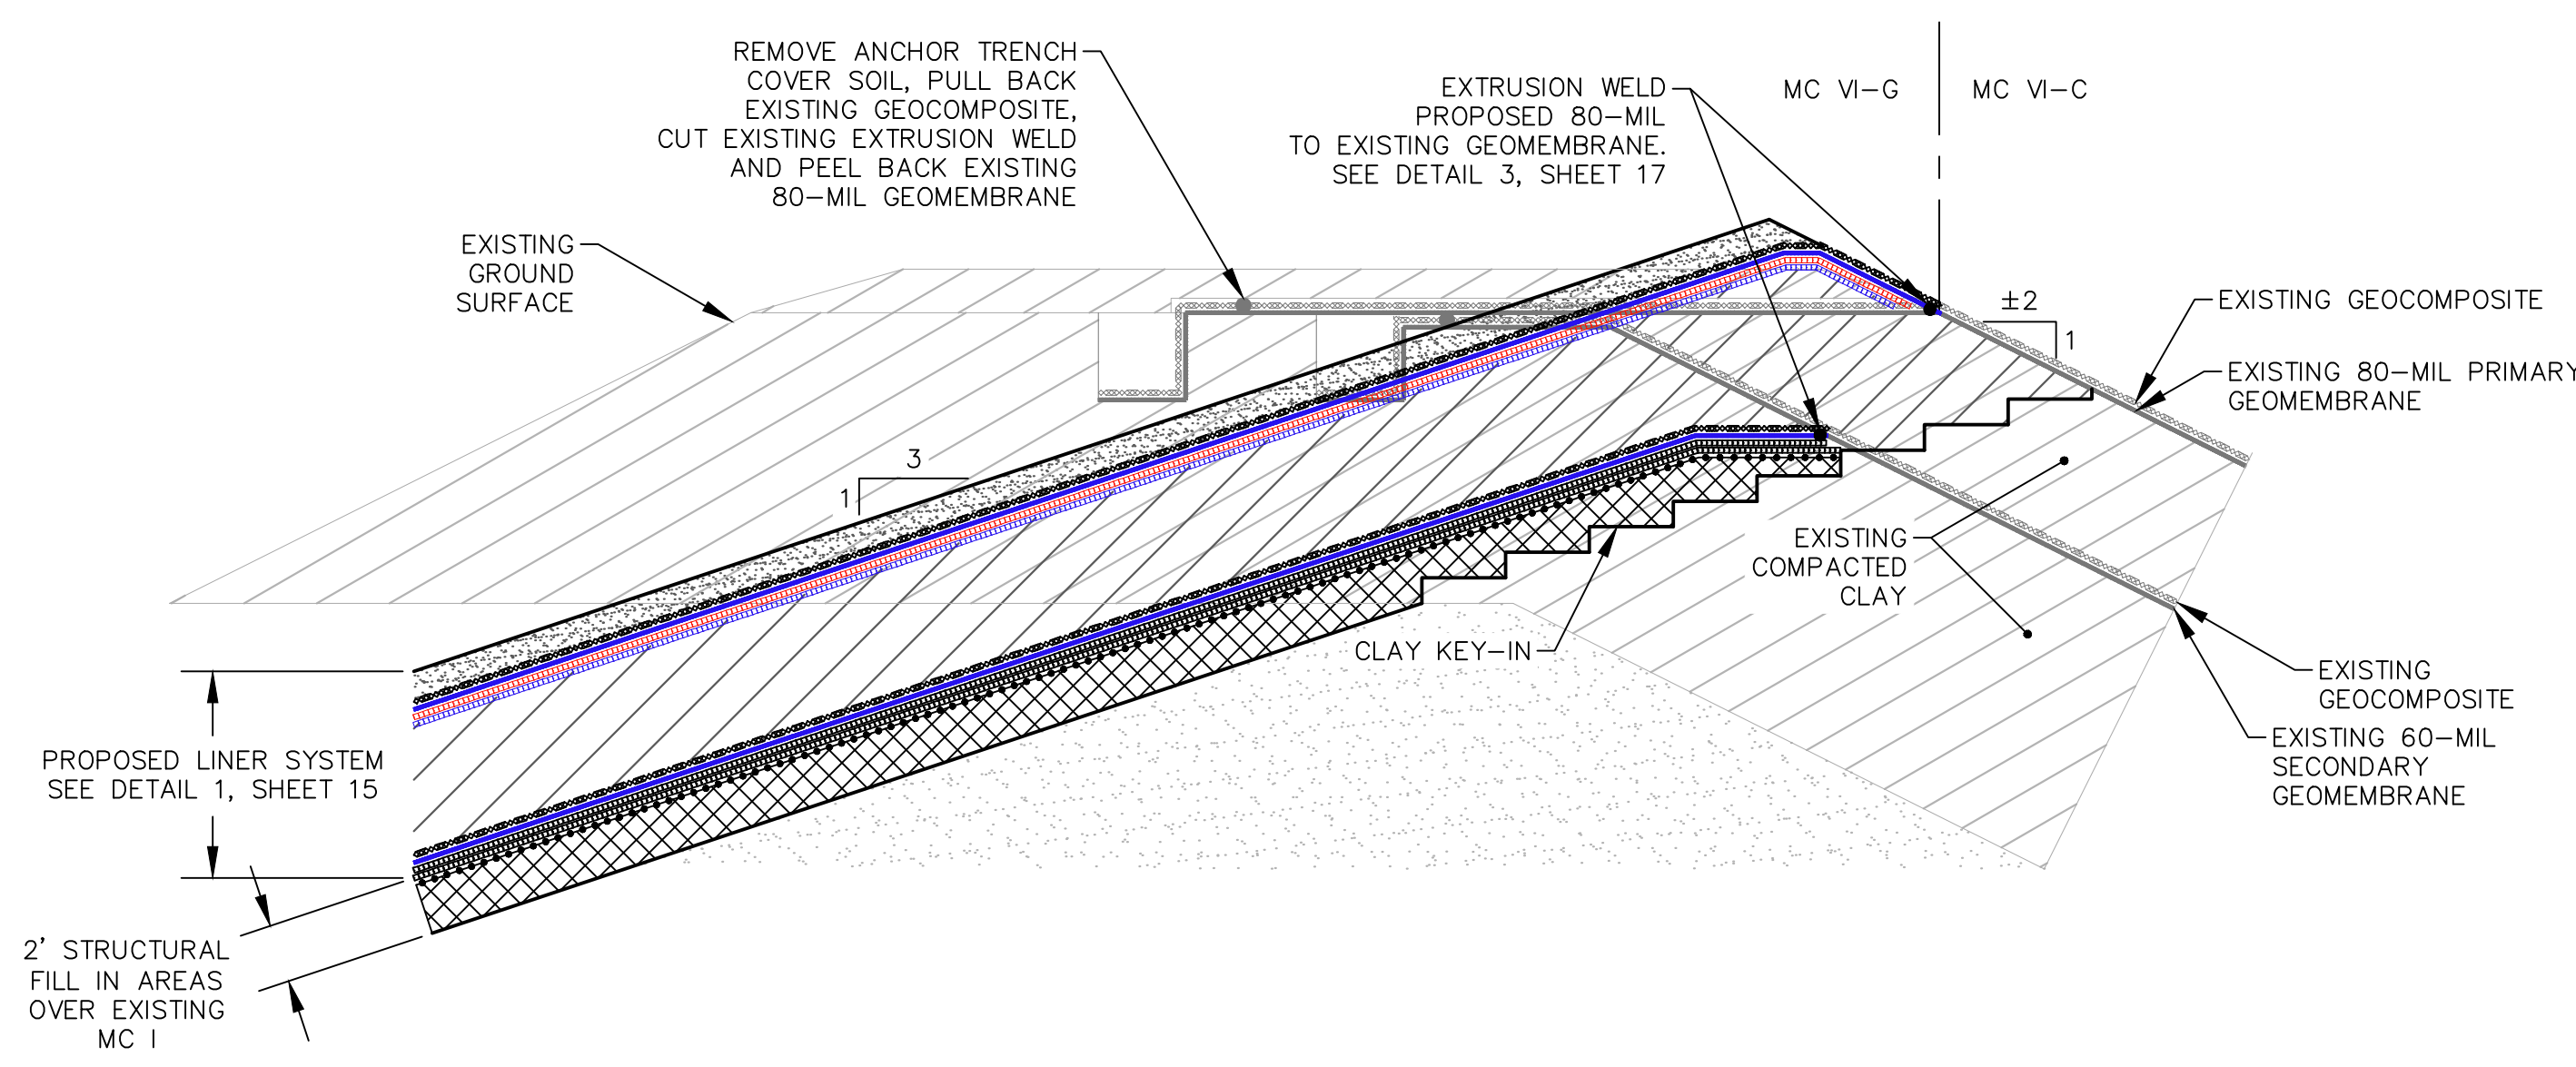 REMOVE ANCHOR TRENCH
COVER SOIL, PULL BACK
EXISTING GEOCOMPOSITE,
CUT EXISTING EXTRUSION WELD
AND PEEL BACK EXISTING
80-MIL GEOMEMBRANE
EXTRUSION WELD
PROPOSED 80-MIL
TO EXISTING GEOMEMBRANE.
SEE DETAIL 3, SHEET 17
MC VI-G
MC VI-C
EXISTING
GROUND
SURFACE
±2
1
EXISTING GEOCOMPOSITE
EXISTING 80-MIL PRIMARY
GEOMEMBRANE
3
1
EXISTING
COMPACTED
CLAY
CLAY KEY-IN
EXISTING
GEOCOMPOSITE
EXISTING 60-MIL
SECONDARY
GEOMEMBRANE
PROPOSED LINER SYSTEM
SEE DETAIL 1, SHEET 15
2' STRUCTURAL
FILL IN AREAS
OVER EXISTING
MC I